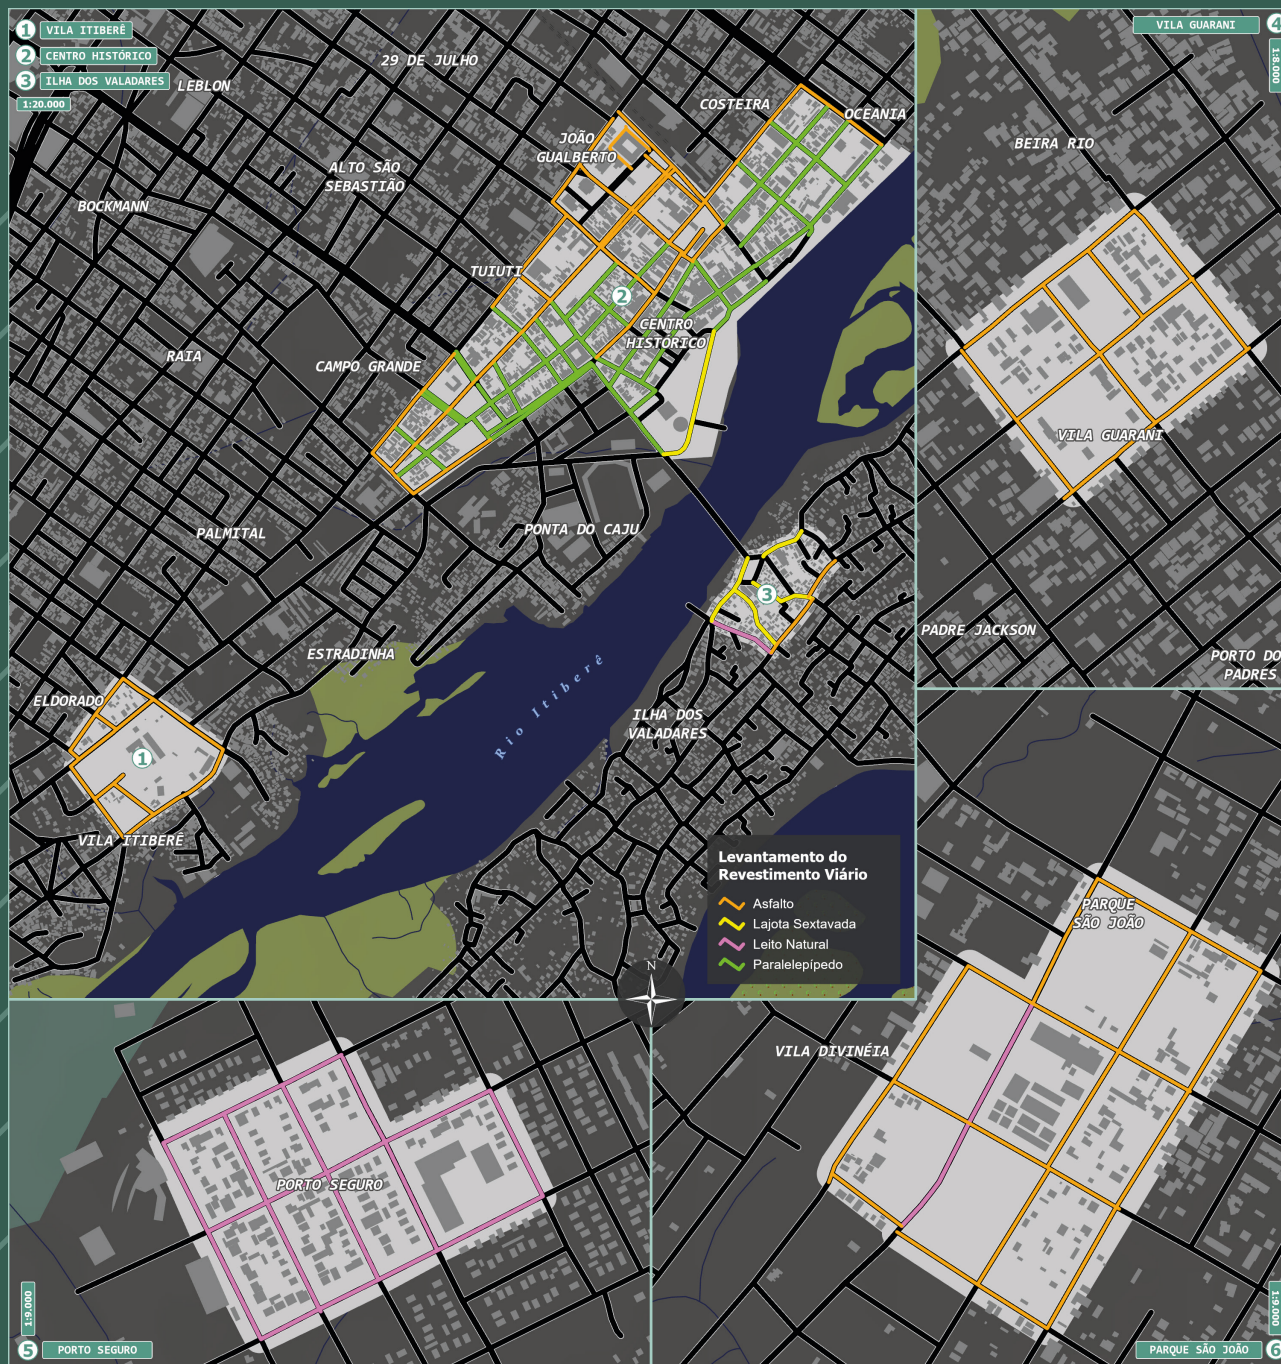 1 VILA ITIBERÊ
2 CENTRO HISTÓRICO
3 ILHA DOS VALADARES
1:20.000
LEBLON
29 DE JULHO
COSTEIRA
OCEANIA
JOÃO
GUALBERTO
ALTO SÃO
SEBASTIÃO
BOCKMANN
TUIUTI
2
CENTRO
HISTÓRICO
RAIA
CAMPO GRANDE
PALMITAL
PONTA DO CAJU
3
ESTRADINHA
ELDORADO
1
VILA ITIBERÊ
Rio Itiberê
ILHA DOS
VALADARES
Levantamento do
Revestimento Viário
Asfalto
Lajota Sextavada
Leito Natural
Paralelepípedo
N
VILA GUARANI 4
1:8.000
BEIRA RIO
VILA GUARANI
PADRE JACKSON
PORTO DO
PADRES
PORTO SEGURO
1:9.000
5 PORTO SEGURO
PARQUE
SÃO JOÃO
VILA DIVINÉIA
1:9.000
PARQUE SÃO JOÃO 6